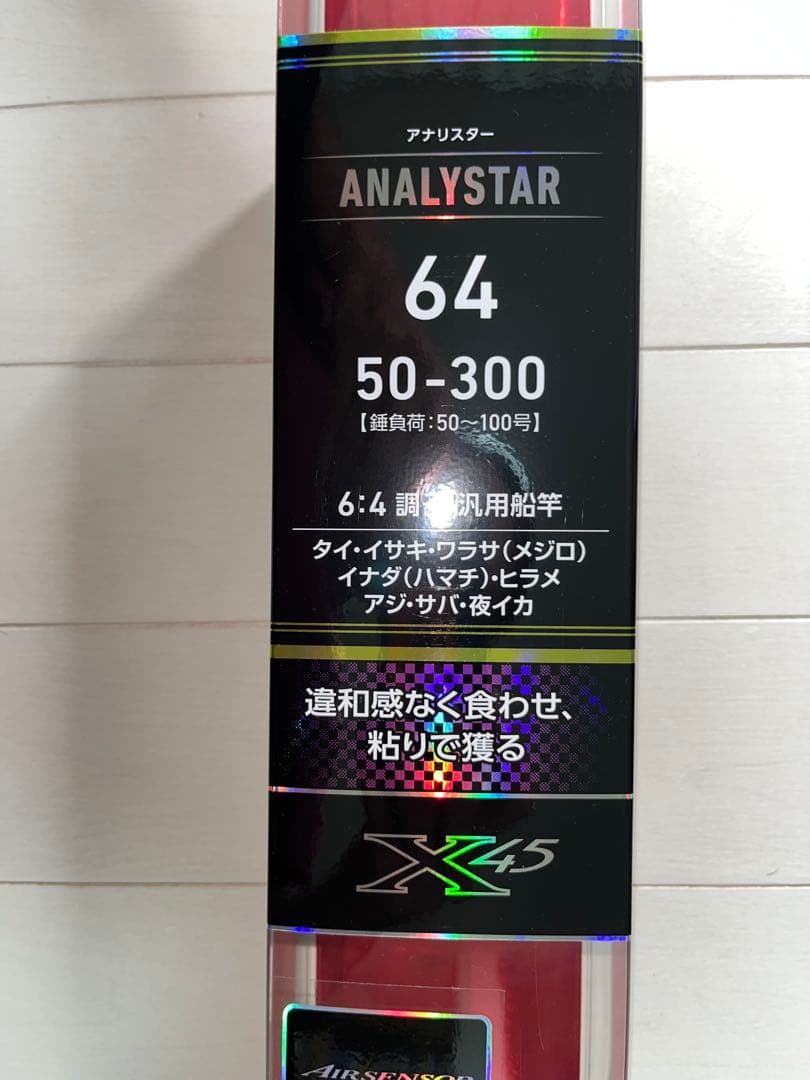 アナリスター
ANALYSTAR
64
50-300
【錘負荷:50～100号】
6:4 調 汎用船竿
タイ・イサキ・ワラサ(メジロ)
イナダ(ハマチ)・ヒラメ
アジ・サバ・夜イカ
違和感なく食わせ、
粘りで獲る
X45
AIRSENSOR